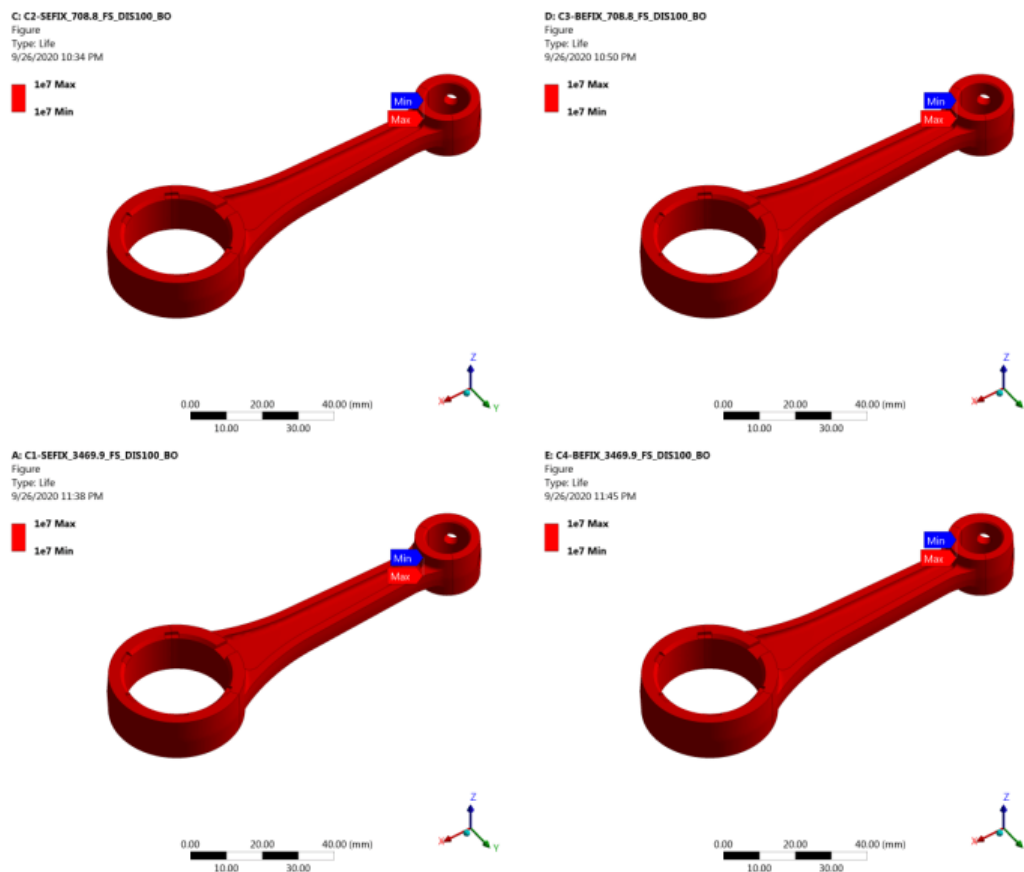 C: C2-SEFIX_708.8_FS_DIS100_BO
Figure
Type: Life
9/26/2020 10:34 PM
1e7 Max
1e7 Min
Min
Max
Z
X
Y
0.00 20.00 40.00 (mm)
10.00 30.00
D: C3-BEFIX_708.8_FS_DIS100_BO
Figure
Type: Life
9/26/2020 10:50 PM
1e7 Max
1e7 Min
Min
Max
Z
X
0.00 20.00 40.00 (mm)
10.00 30.00
A: C1-SEFIX_3469.9_FS_DIS100_BO
Figure
Type: Life
9/26/2020 11:38 PM
1e7 Max
1e7 Min
Min
Max
Z
X
Y
0.00 20.00 40.00 (mm)
10.00 30.00
E: C4-BEFIX_3469.9_FS_DIS100_BO
Figure
Type: Life
9/26/2020 11:45 PM
1e7 Max
1e7 Min
Min
Max
Z
X
0.00 20.00 40.00 (mm)
10.00 30.00